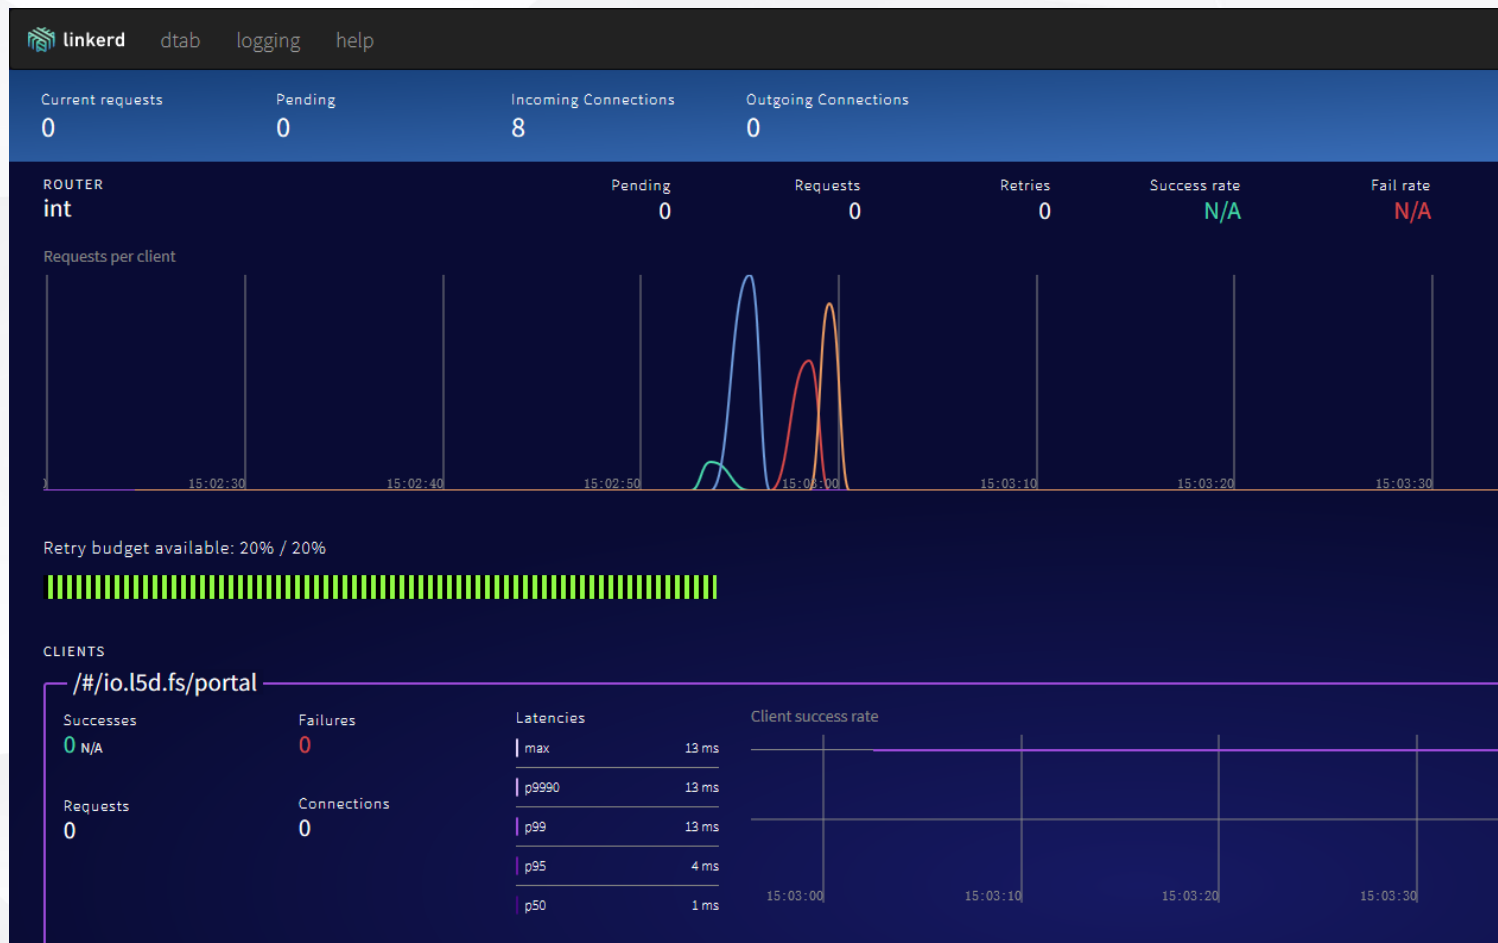 linkerd dtab logging help
Current requests Pending Incoming Connections Outgoing Connections
0 0 8 0
ROUTER Pending Requests Retries Success rate Fail rate
int 0 0 0 N/A N/A
Requests per client
15:02:30 15:02:40 15:02:50 15:03:00 15:03:10 15:03:20 15:03:30
Retry budget available: 20% / 20%
CLIENTS
/#/io.l5d.fs/portal
Successes Failures Latencies Client success rate
0 N/A 0 max 13 ms
p9990 13 ms
Requests Connections
0 0 p99 13 ms
p95 4 ms
p50 1 ms
15:03:00 15:03:10 15:03:20 15:03:30